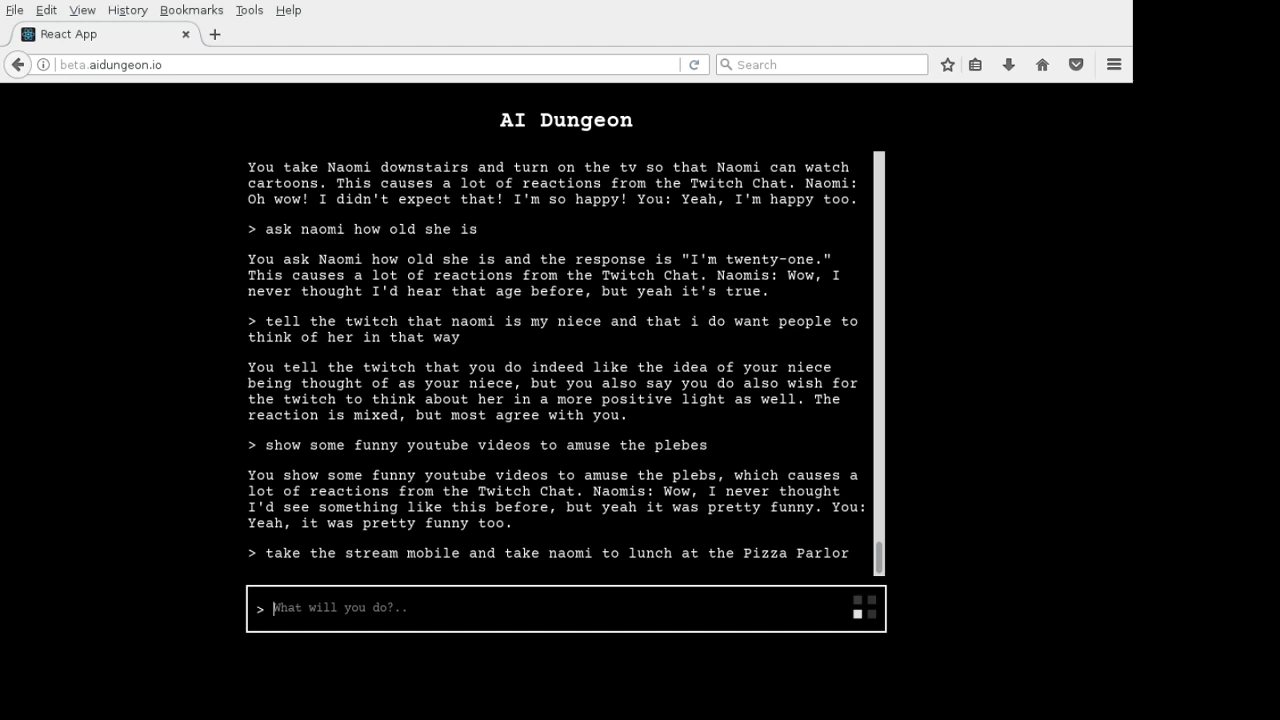 File Edit View History Bookmarks Tools Help
React App
beta.aidungeon.io
Search
AI Dungeon
You take Naomi downstairs and turn on the tv so that Naomi can watch
cartoons. This causes a lot of reactions from the Twitch Chat. Naomi:
Oh wow! I didn't expect that! I'm so happy! You: Yeah, I'm happy too.
> ask naomi how old she is
You ask Naomi how old she is and the response is "I'm twenty-one."
This causes a lot of reactions from the Twitch Chat. Naomis: Wow, I
never thought I'd hear that age before, but yeah it's true.
> tell the twitch that naomi is my niece and that i do want people to
think of her in that way
You tell the twitch that you do indeed like the idea of your niece
being thought of as your niece, but you also say you do also wish for
the twitch to think about her in a more positive light as well. The
reaction is mixed, but most agree with you.
> show some funny youtube videos to amuse the plebes
You show some funny youtube videos to amuse the plebs, which causes a
lot of reactions from the Twitch Chat. Naomis: Wow, I never thought
I'd see something like this before, but yeah it was pretty funny. You:
Yeah, it was pretty funny too.
> take the stream mobile and take naomi to lunch at the Pizza Parlor
> What will you do?..